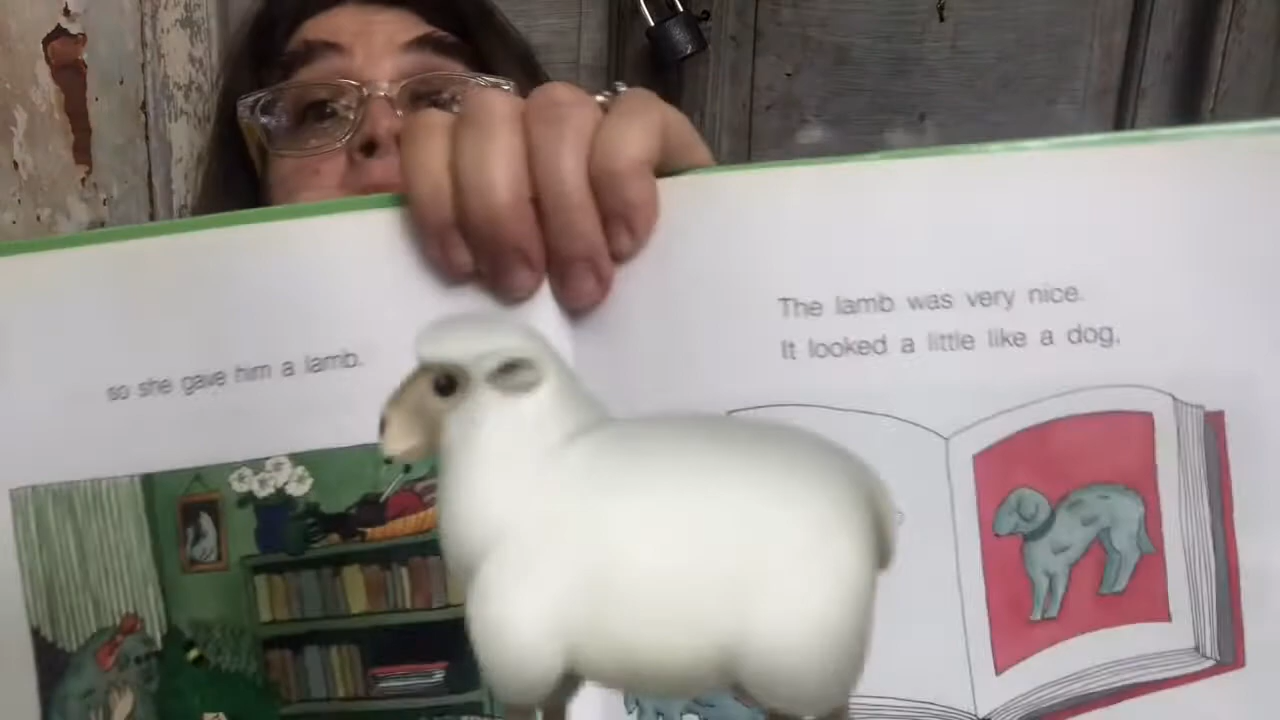 so she gave him a lamb.
The lamb was very nice.
It looked a little like a dog.